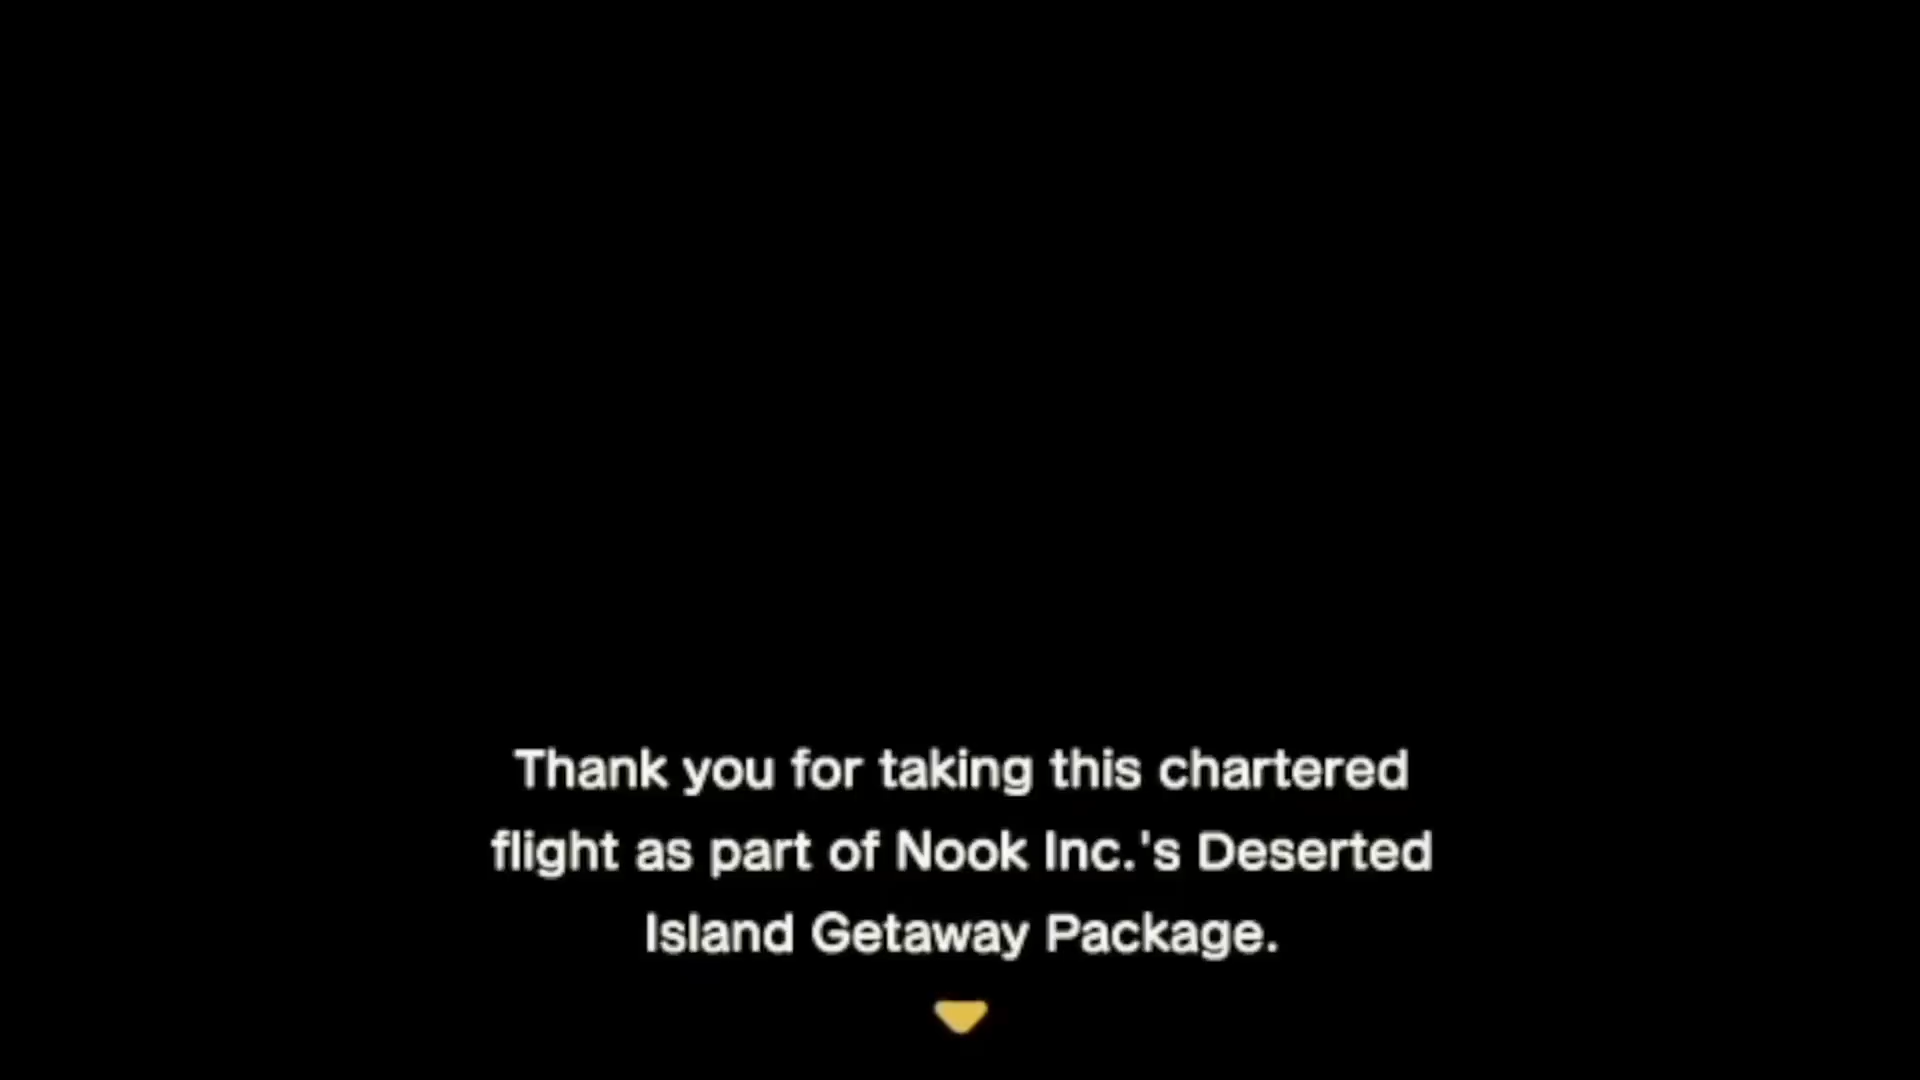 Thank you for taking this chartered
flight as part of Nook Inc.'s Deserted
Island Getaway Package.